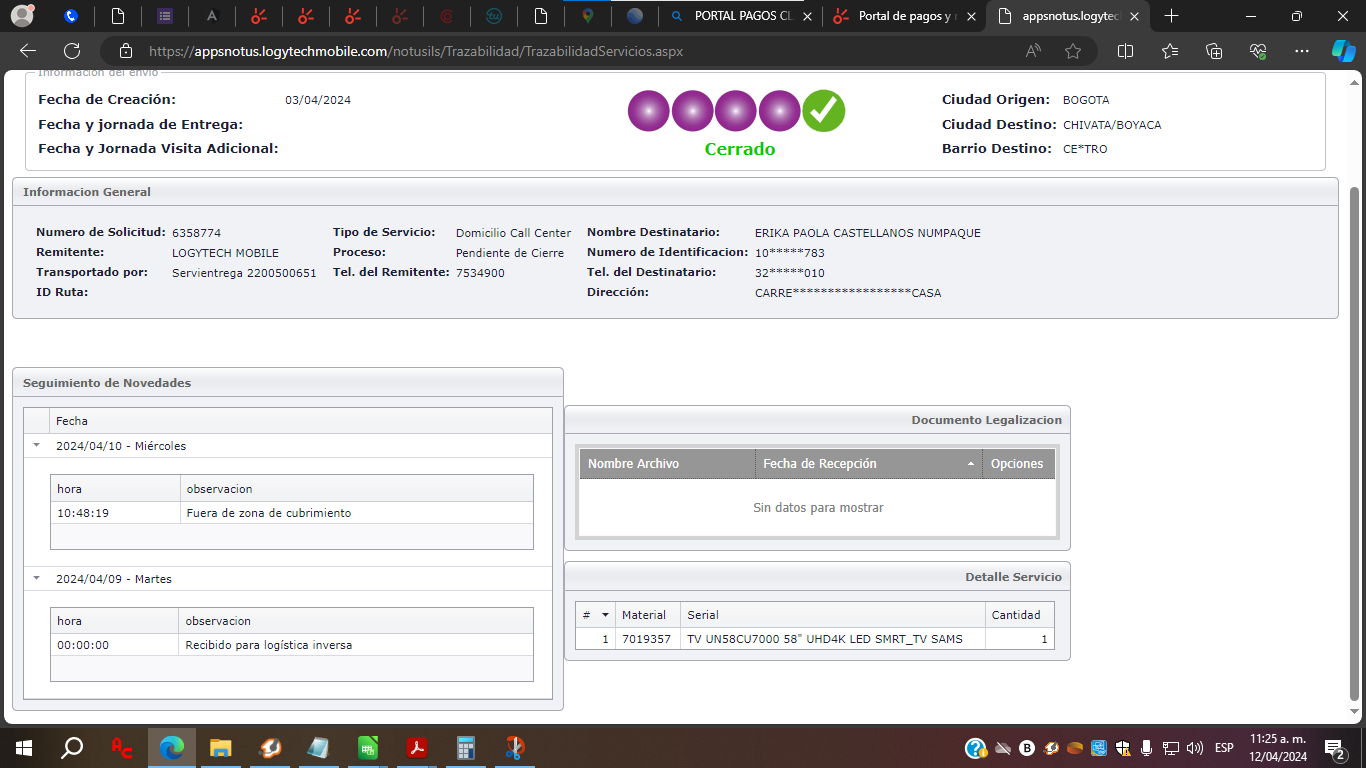 PORTAL PAGOS CL
Portal de pagos y r
appsnotus.logytech
https://appsnotus.logytechmobile.com/notusils/Trazabilidad/TrazabilidadServicios.aspx
Informacion del envio
Fecha de Creación: 03/04/2024
Fecha y jornada de Entrega:
Fecha y Jornada Visita Adicional:
Cerrado
Ciudad Origen: BOGOTA
Ciudad Destino: CHIVATA/BOYACA
Barrio Destino: CE*TRO
Informacion General
Numero de Solicitud: 6358774 Tipo de Servicio: Domicilio Call Center Nombre Destinatario: ERIKA PAOLA CASTELLANOS NUMPAQUE
Remitente: LOGYTECH MOBILE Proceso: Pendiente de Cierre Numero de Identificacion: 10*****783
Transportado por: Servientrega 2200500651 Tel. del Remitente: 7534900 Tel. del Destinatario: 32*****010
ID Ruta: Dirección: CARRE*****************CASA
Seguimiento de Novedades
Fecha
2024/04/10 - Miércoles
hora observacion
10:48:19 Fuera de zona de cubrimiento
2024/04/09 - Martes
hora observacion
00:00:00 Recibido para logística inversa
Documento Legalizacion
Nombre Archivo Fecha de Recepción Opciones
Sin datos para mostrar
Detalle Servicio
# Material Serial Cantidad
1 7019357 TV UN58CU7000 58" UHD4K LED SMRT_TV SAMS 1
ESP
11:25 a. m.
12/04/2024
2